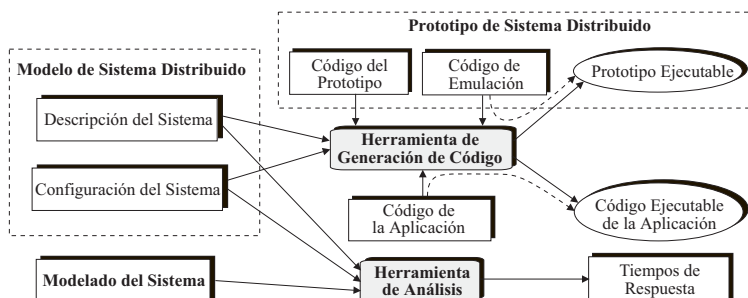 Prototipo de Sistema Distribuido
Modelo de Sistema Distribuido
Código del
Prototipo
Código de
Emulación
Prototipo Ejecutable
Descripción del Sistema
Herramienta de
Generación de Código
Configuración del Sistema
Código de
la Aplicación
Código Ejecutable
de la Aplicación
Modelado del Sistema
Herramienta
de Análisis
Tiempos de
Respuesta